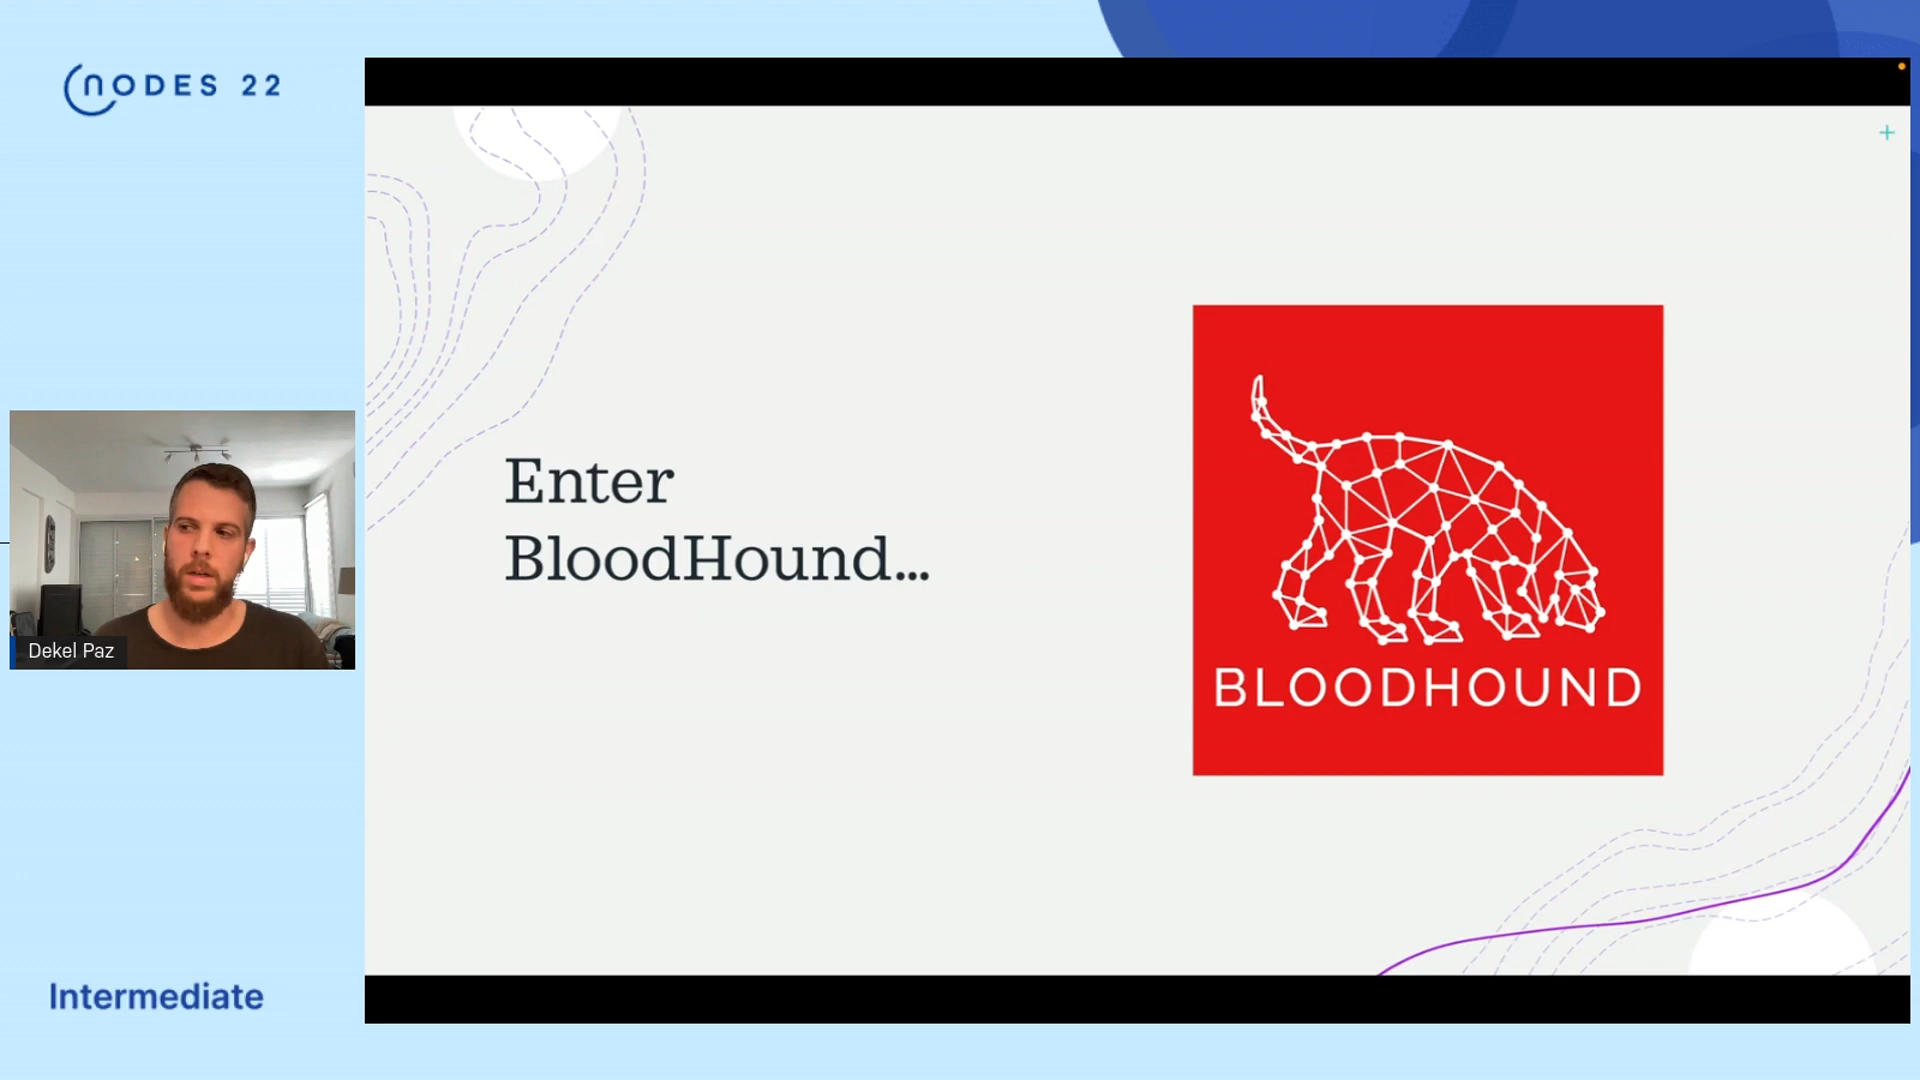 NODES 22
Enter
BloodHound...
BLOODHOUND
Dekel Paz
Intermediate